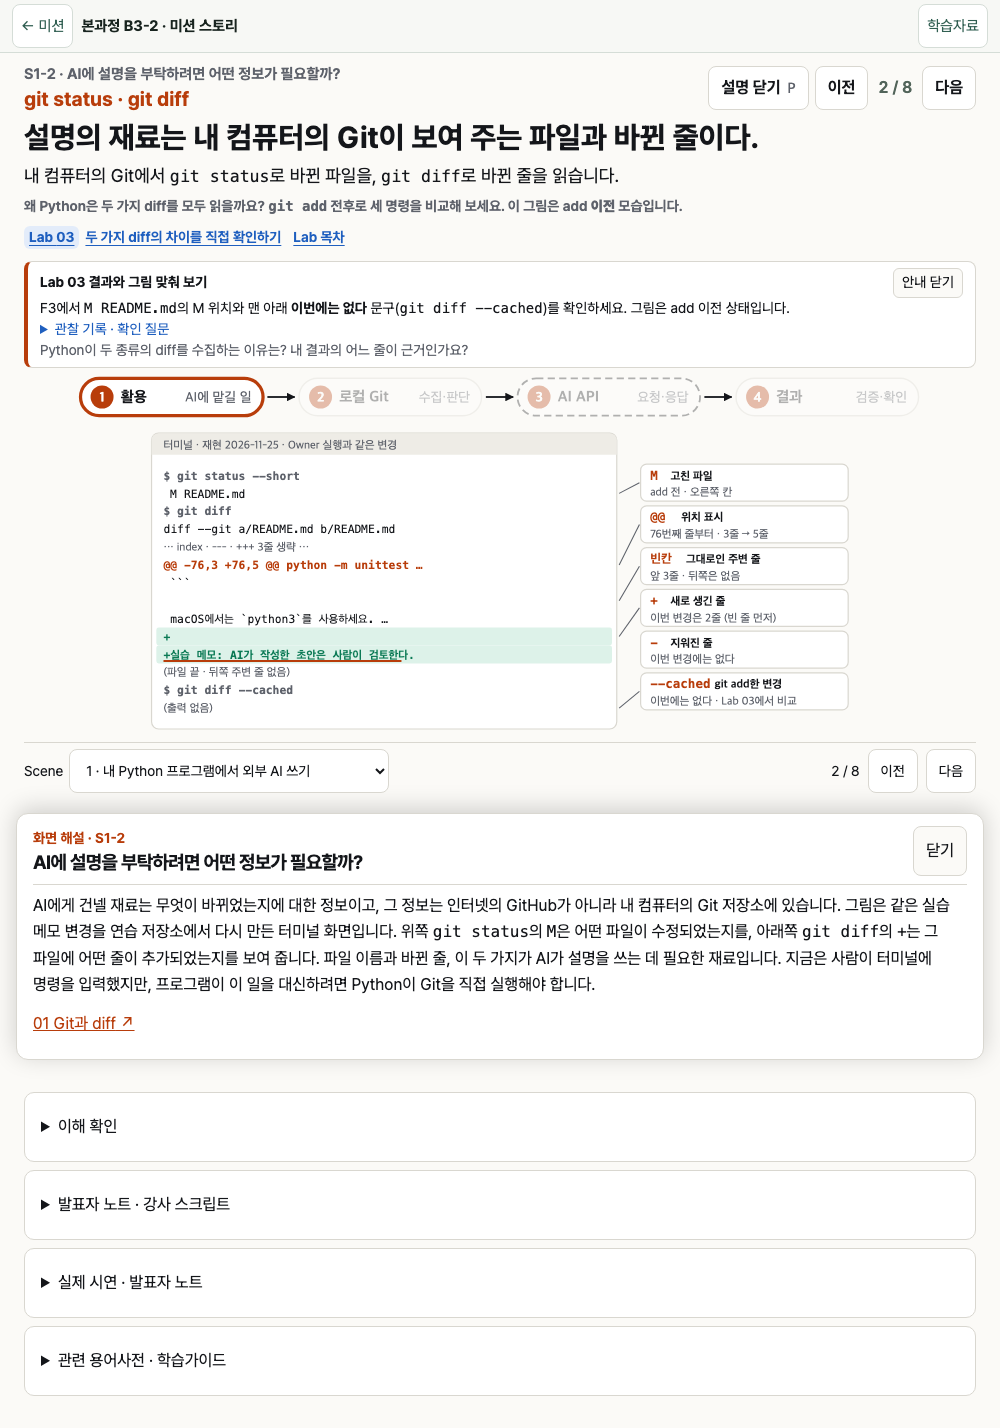 ← 미션
본과정 B3-2 · 미션 스토리
학습자료
S1-2 · AI에 설명을 부탁하려면 어떤 정보가 필요할까?
git status · git diff
설명 닫기 P
이전
2 / 8
다음
설명의 재료는 내 컴퓨터의 Git이 보여 주는 파일과 바뀐 줄이다.
내 컴퓨터의 Git에서 git status로 바뀐 파일을, git diff로 바뀐 줄을 읽습니다.
왜 Python은 두 가지 diff를 모두 읽을까요? git add 전후로 세 명령을 비교해 보세요. 이 그림은 add 이전 모습입니다.
Lab 03 두 가지 diff의 차이를 직접 확인하기 Lab 목차
Lab 03 결과와 그림 맞춰 보기
안내 닫기
F3에서 M README.md의 M 위치와 맨 아래 이번에는 없다 문구(git diff --cached)를 확인하세요. 그림은 add 이전 상태입니다.
▶ 관찰 기록 · 확인 질문
Python이 두 종류의 diff를 수집하는 이유는? 내 결과의 어느 줄이 근거인가요?
1 활용 AI에 맡길 일
2 로컬 Git 수집·판단
3 AI API 요청·응답
4 결과 검증·확인
터미널 · 재현 2026-11-25 · Owner 실행과 같은 변경
$ git status --short
 M README.md
$ git diff
diff --git a/README.md b/README.md
··· index · --- · +++ 3줄 생략 ···
@@ -76,3 +76,5 @@ python -m unittest …
 ```
 macOS에서는 `python3`를 사용하세요. …
+
+실습 메모: AI가 작성한 초안은 사람이 검토한다.
(파일 끝 · 뒤쪽 주변 줄 없음)
$ git diff --cached
(출력 없음)
M 고친 파일
add 전 · 오른쪽 칸
@@ 위치 표시
76번째 줄부터 · 3줄 → 5줄
빈칸 그대로인 주변 줄
앞 3줄 · 뒤쪽은 없음
+ 새로 생긴 줄
이번 변경은 2줄 (빈 줄 먼저)
- 지워진 줄
이번 변경에는 없다
--cached git add한 변경
이번에는 없다 · Lab 03에서 비교
Scene
1 · 내 Python 프로그램에서 외부 AI 쓰기
2 / 8
이전
다음
화면 해설 · S1-2
AI에 설명을 부탁하려면 어떤 정보가 필요할까?
닫기
AI에게 건넬 재료는 무엇이 바뀌었는지에 대한 정보이고, 그 정보는 인터넷의 GitHub가 아니라 내 컴퓨터의 Git 저장소에 있습니다. 그림은 같은 실습
메모 변경을 연습 저장소에서 다시 만든 터미널 화면입니다. 위쪽 git status의 M은 어떤 파일이 수정되었는지를, 아래쪽 git diff의 +는 그
파일에 어떤 줄이 추가되었는지를 보여 줍니다. 파일 이름과 바뀐 줄, 이 두 가지가 AI가 설명을 쓰는 데 필요한 재료입니다. 지금은 사람이 터미널에
명령을 입력했지만, 프로그램이 이 일을 대신하려면 Python이 Git을 직접 실행해야 합니다.
01 Git과 diff ↗
▶ 이해 확인
▶ 발표자 노트 · 강사 스크립트
▶ 실제 시연 · 발표자 노트
▶ 관련 용어사전 · 학습가이드